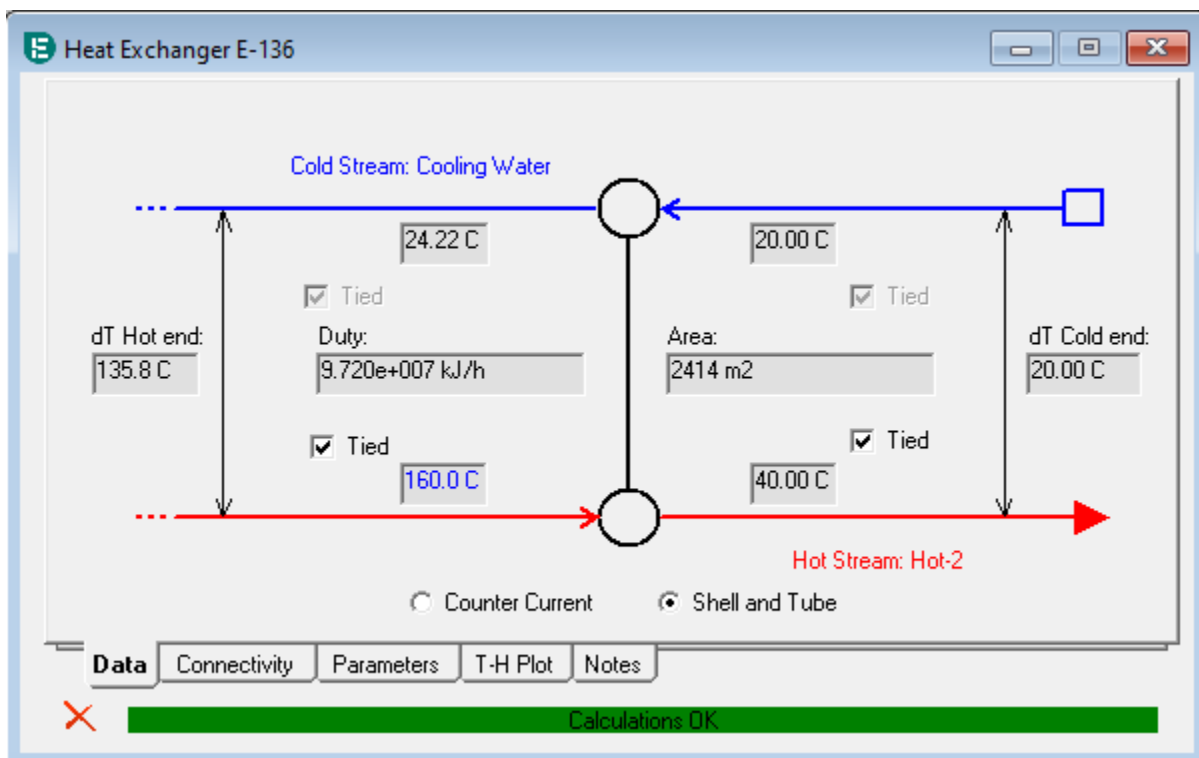 Heat Exchanger E-136
Cold Stream: Cooling Water
24.22 C
20.00 C
Tied
Tied
dT Hot end:
Duty:
Area:
dT Cold end:
135.8 C
9.720e+007 kJ/h
2414 m2
20.00 C
Tied
Tied
160.0 C
40.00 C
Hot Stream: Hot-2
Counter Current
Shell and Tube
Data
Connectivity
Parameters
T-H Plot
Notes
Calculations OK